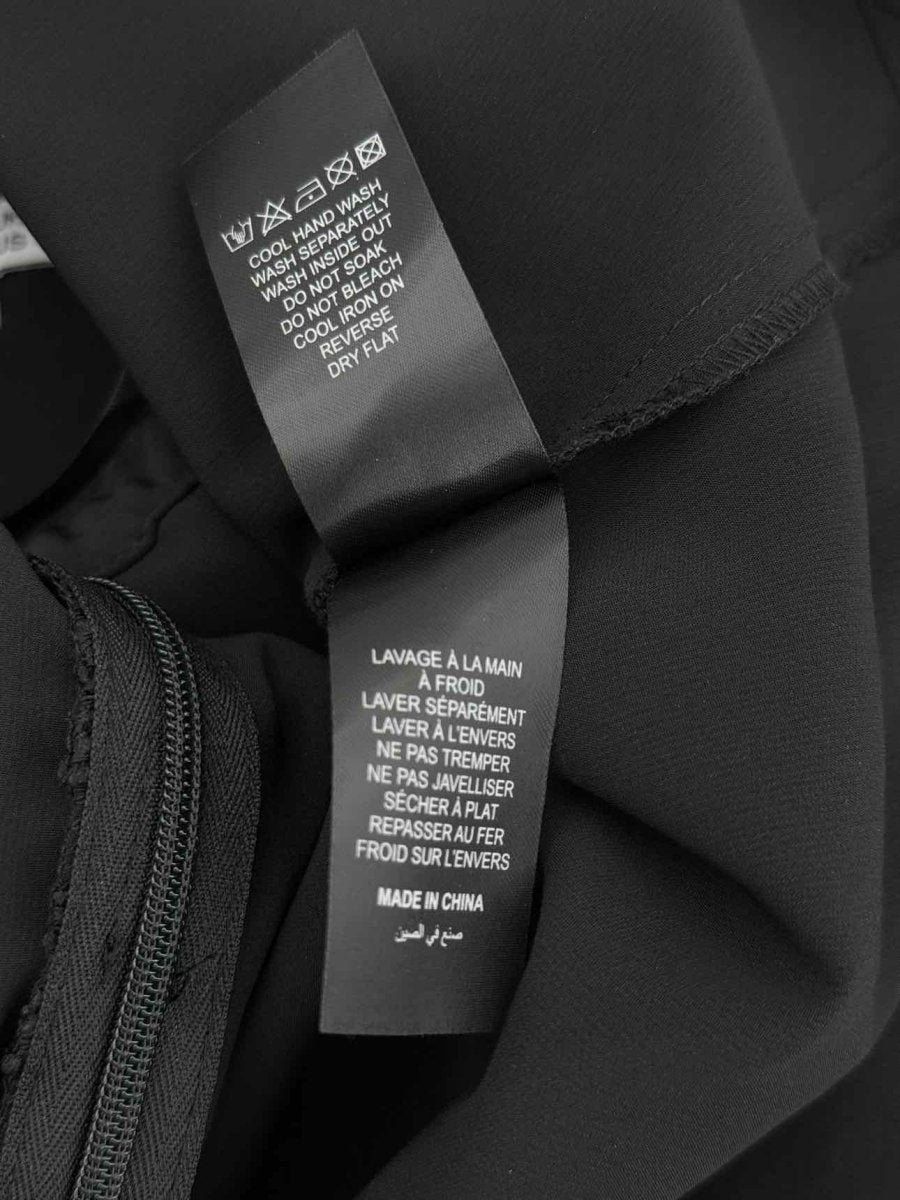 COOL HAND WASH
WASH SEPARATELY
WASH INSIDE OUT
DO NOT SOAK
DO NOT BLEACH
COOL IRON ON
REVERSE
DRY FLAT
LAVAGE À LA MAIN
À FROID
LAVER SÉPARÉMENT
LAVER À L'ENVERS
NE PAS TREMPER
NE PAS JAVELLISER
SÉCHER À PLAT
REPASSER AU FER
FROID SUR L'ENVERS
MADE IN CHINA
صنع في الصين